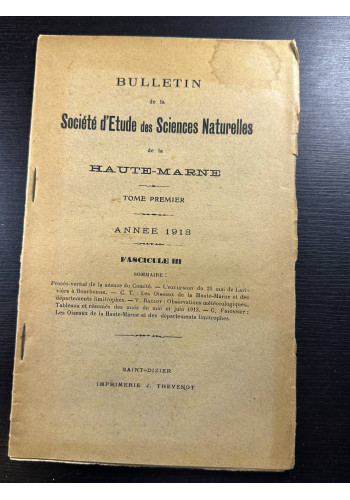 BULLETIN
de la
Société d'Etude des Sciences Naturelles
de la
HAUTE-MARNE
TOME PREMIER
ANNÉE 1913
FASCICULE III
SOMMAIRE :
Procès-verbal de la séance du Comité. — L'excursion du 25 mai de
à Bourbonne. — C. T. : Les Oiseaux de la Haute-Marne et des
départements limitrophes. — V. : Observations météorologiques,
Tableaux et résumés des mois de mai et juin 1913. — C.
Les Oiseaux de la Haute-Marne et des départements limitrophes.
SAINT-DIZIER
IMPRIMERIE J. THEVENOT